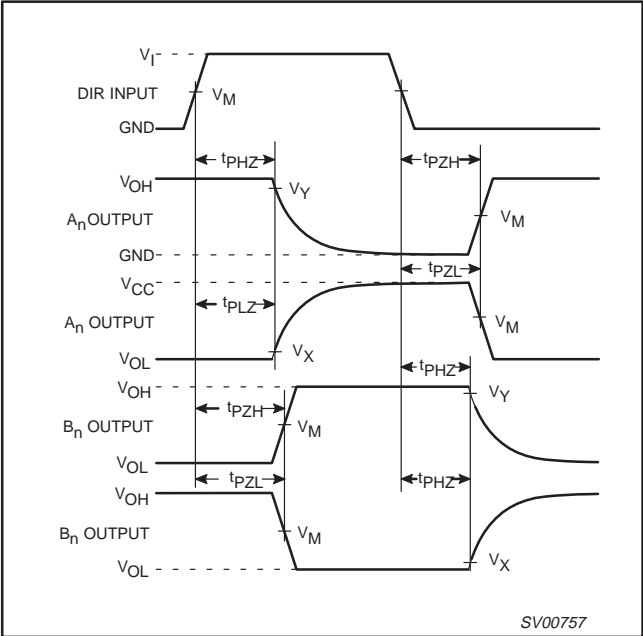 VI
DIR INPUT
VM
GND
tPHZ
tPZH
VOH
VY
An OUTPUT
VM
GND
tPZL
VCC
tPLZ
An OUTPUT
VM
VX
VOL
tPHZ
VOH
VY
tPZH
Bn OUTPUT
VM
VOL
tPZL
tPHZ
VOH
Bn OUTPUT
VM
VX
VOL
SV00757